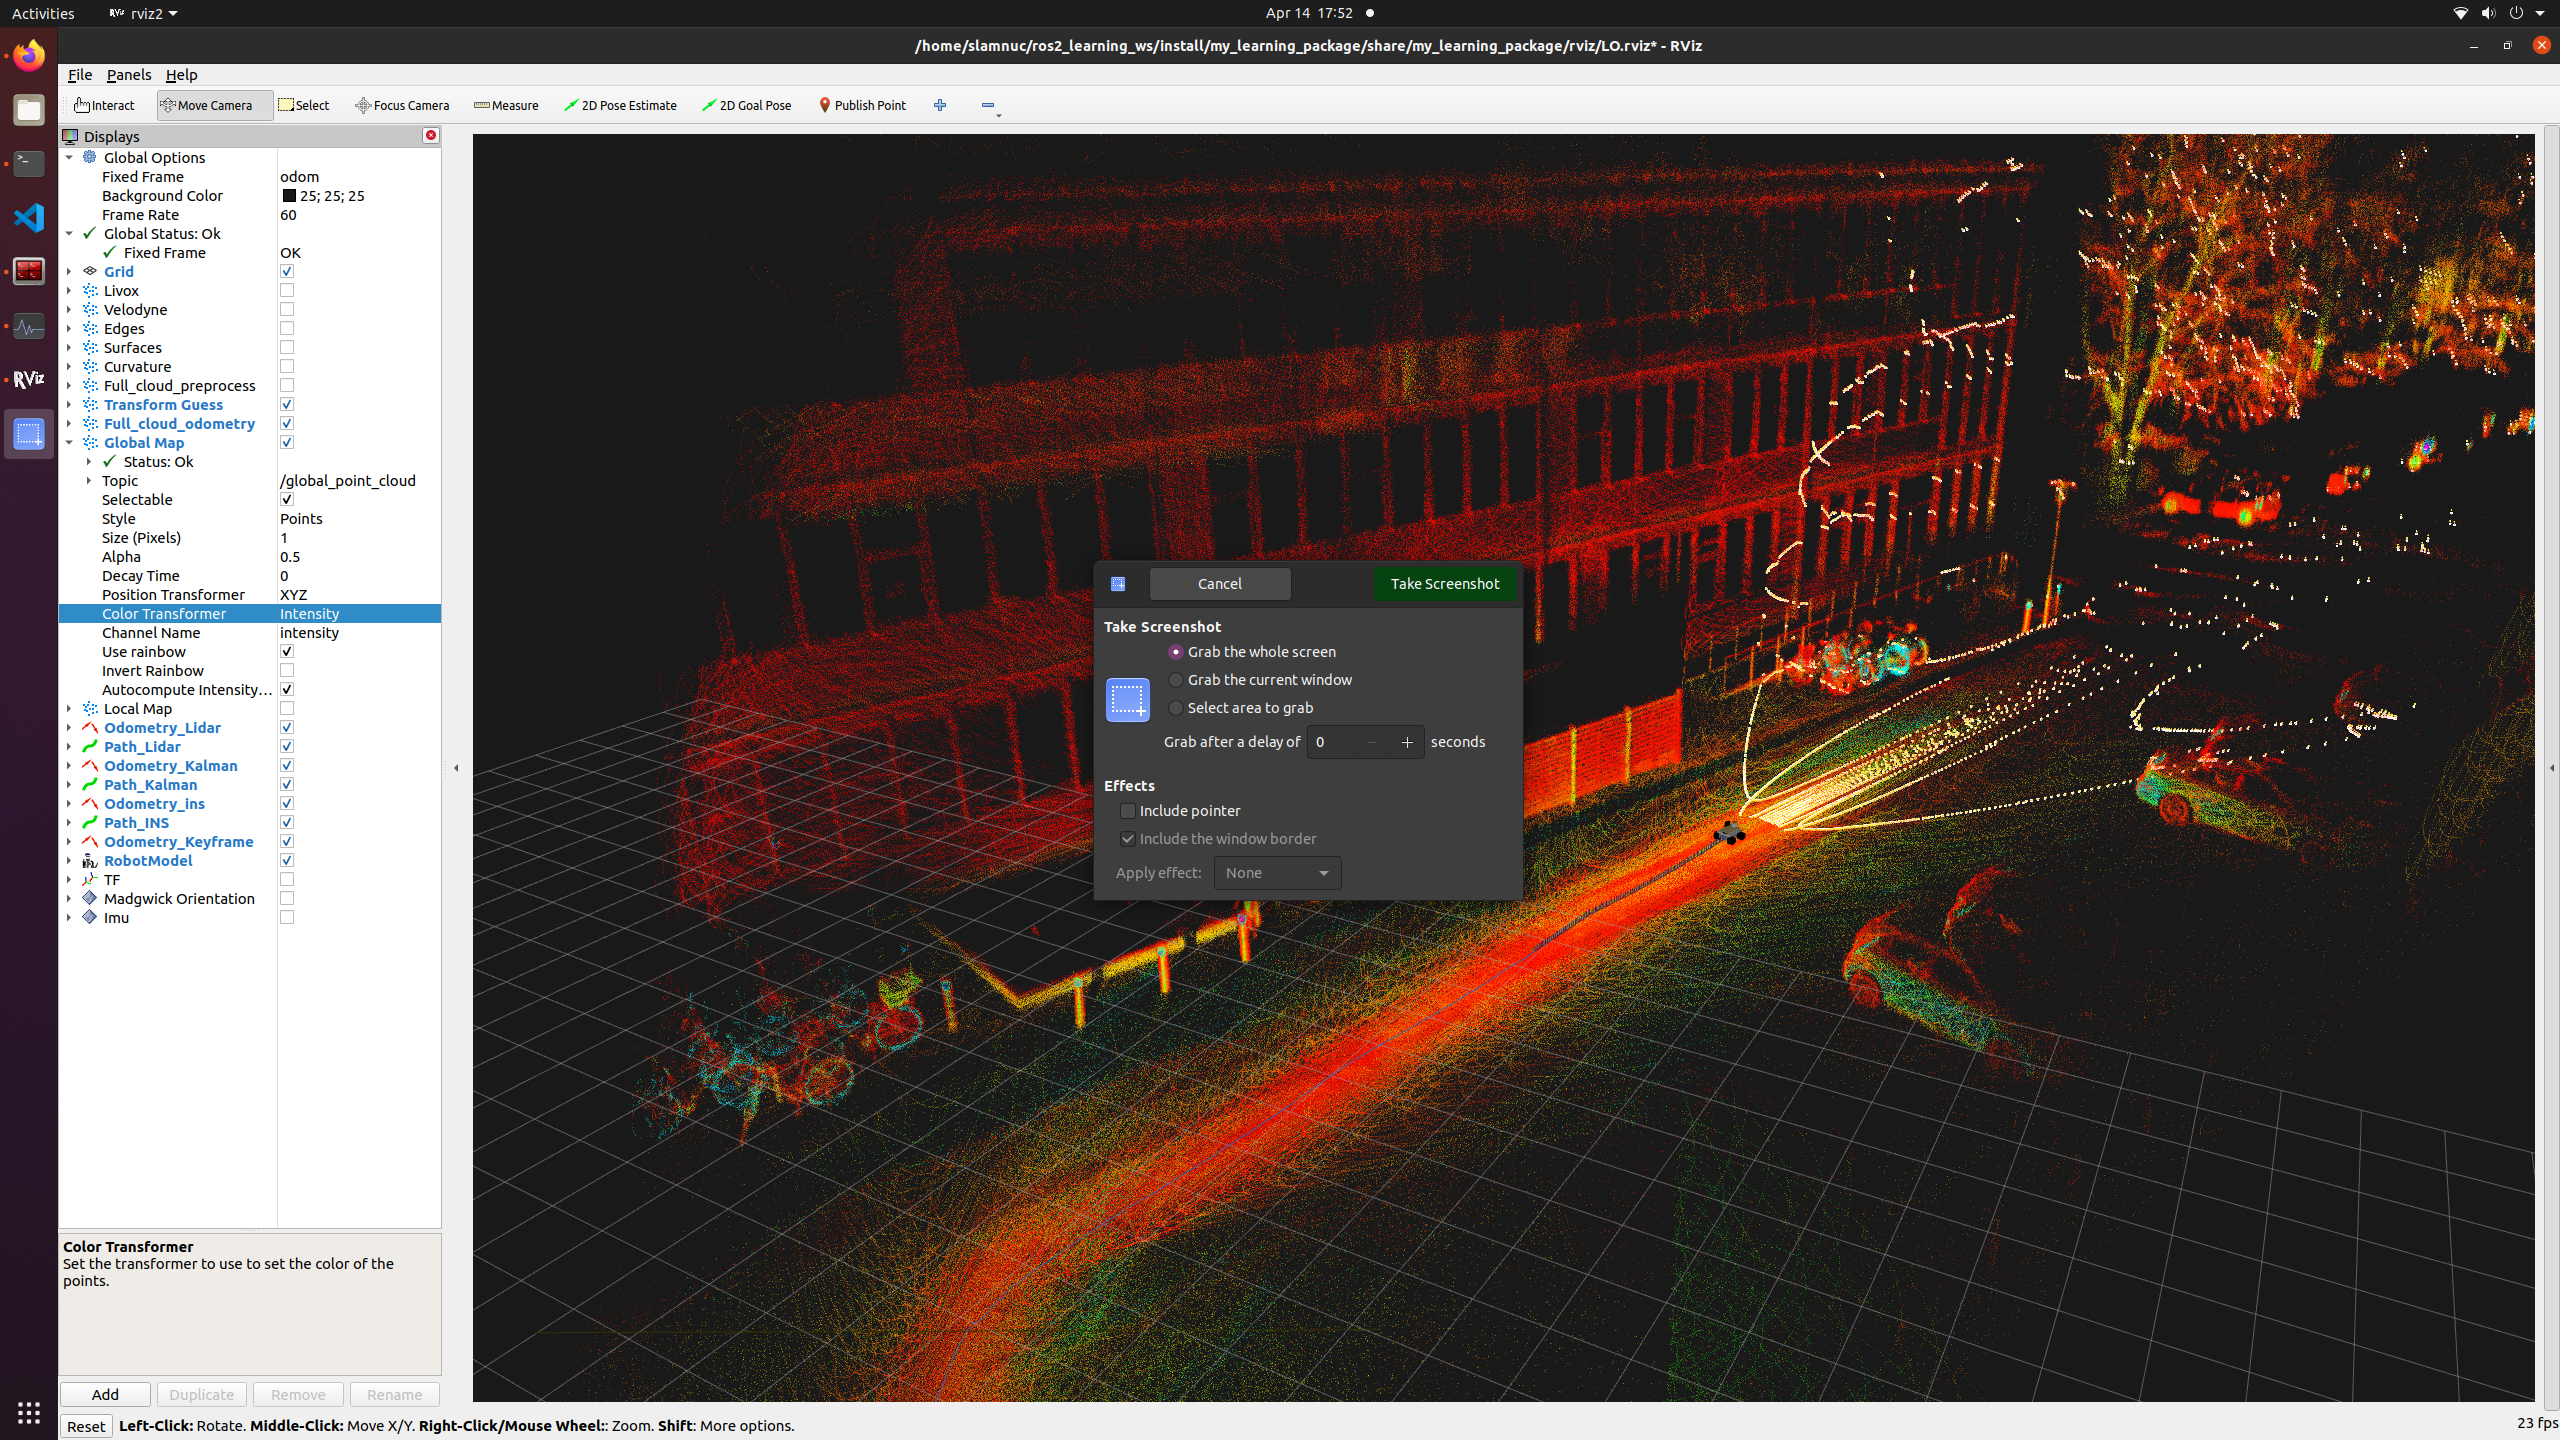 Activities
RViz rviz2
Apr 14 17:52
/home/slamnuc/ros2_learning_ws/install/my_learning_package/share/my_learning_package/rviz/LO.rviz* - RViz
File Panels Help
Interact Move Camera Select Focus Camera Measure 2D Pose Estimate 2D Goal Pose Publish Point
Displays
Global Options
Fixed Frame odom
Background Color 25; 25; 25
Frame Rate 60
Global Status: Ok
Fixed Frame OK
Grid
Livox
Velodyne
Edges
Surfaces
Curvature
Full_cloud_preprocess
RViz
Transform Guess
Full_cloud_odometry
Global Map
Status: Ok
Topic /global_point_cloud
Selectable
Style Points
Size (Pixels) 1
Alpha 0.5
Decay Time 0
Position Transformer XYZ
Color Transformer Intensity
Channel Name intensity
Use rainbow
Invert Rainbow
Autocompute Intensity...
Local Map
Odometry_Lidar
Path_Lidar
Odometry_Kalman
Path_Kalman
Odometry_ins
Path_INS
Odometry_Keyframe
RobotModel
TF
Madgwick Orientation
Imu
Cancel Take Screenshot
Take Screenshot
Grab the whole screen
Grab the current window
Select area to grab
Grab after a delay of 0 − + seconds
Effects
Include pointer
Include the window border
Apply effect: None
Color Transformer
Set the transformer to use to set the color of the
points.
Add Duplicate Remove Rename
Reset Left-Click: Rotate. Middle-Click: Move X/Y. Right-Click/Mouse Wheel:: Zoom. Shift: More options.
23 fps